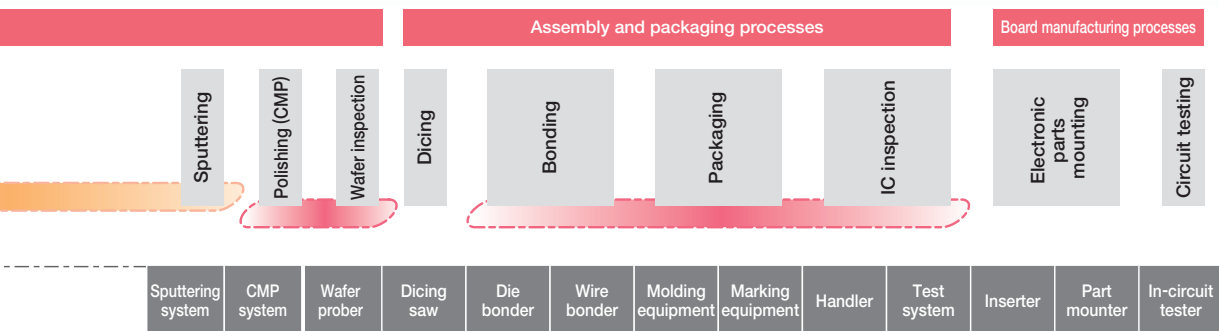 Assembly and packaging processes
Board manufacturing processes
Sputtering
Polishing (CMP)
Wafer inspection
Dicing
Bonding
Packaging
IC inspection
Electronic
parts
mounting
Circuit testing
Sputtering
system
CMP
system
Wafer
prober
Dicing
saw
Die
bonder
Wire
bonder
Molding
equipment
Marking
equipment
Handler
Test
system
Inserter
Part
mounter
In-circuit
tester